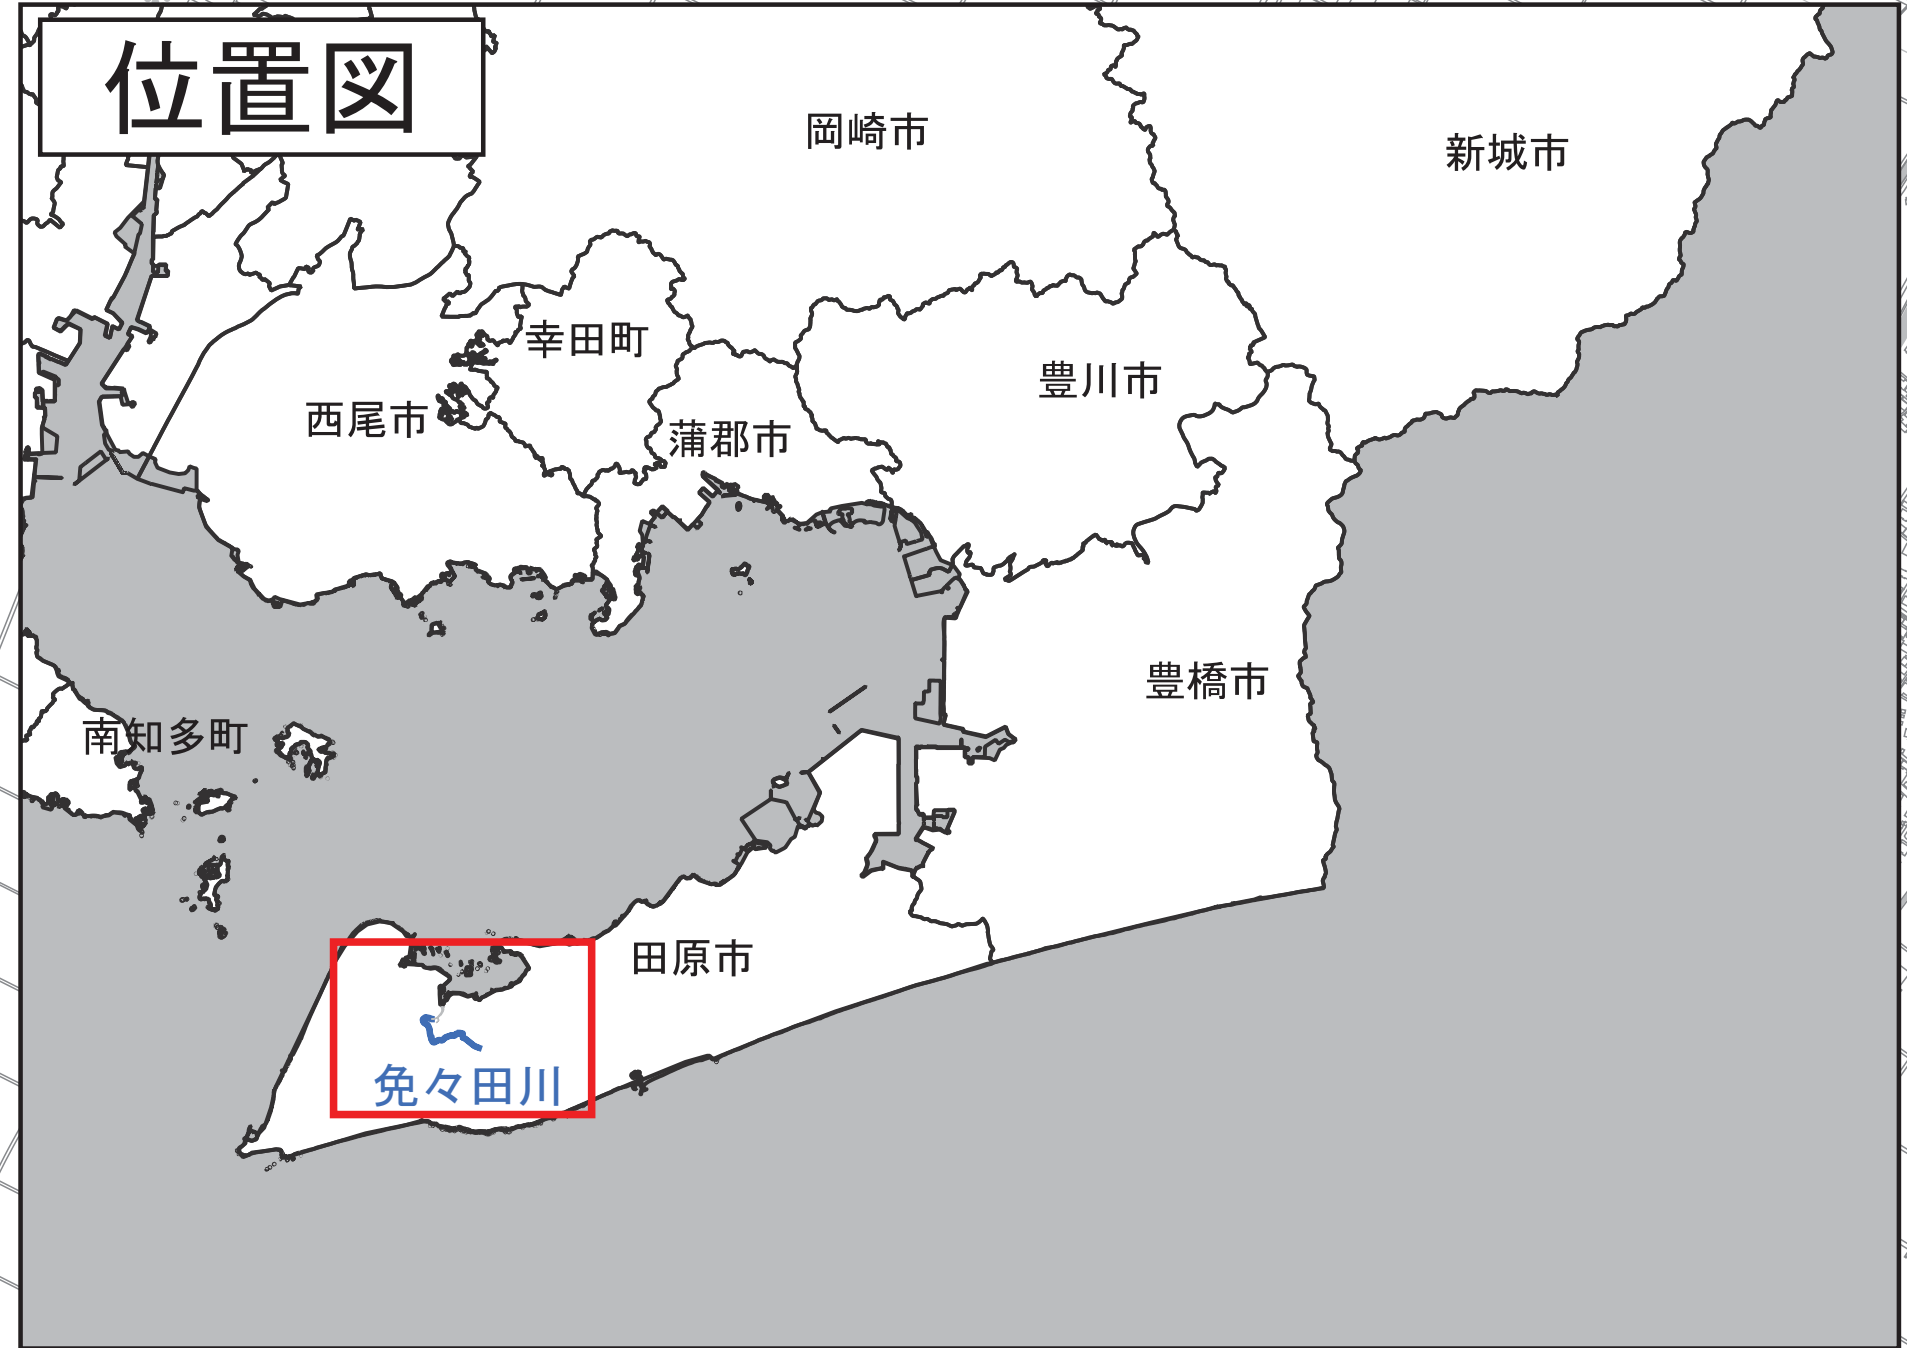 位置図
岡崎市
新城市
幸田町
豊川市
西尾市
蒲郡市
豊橋市
南知多町
田原市
免々田川